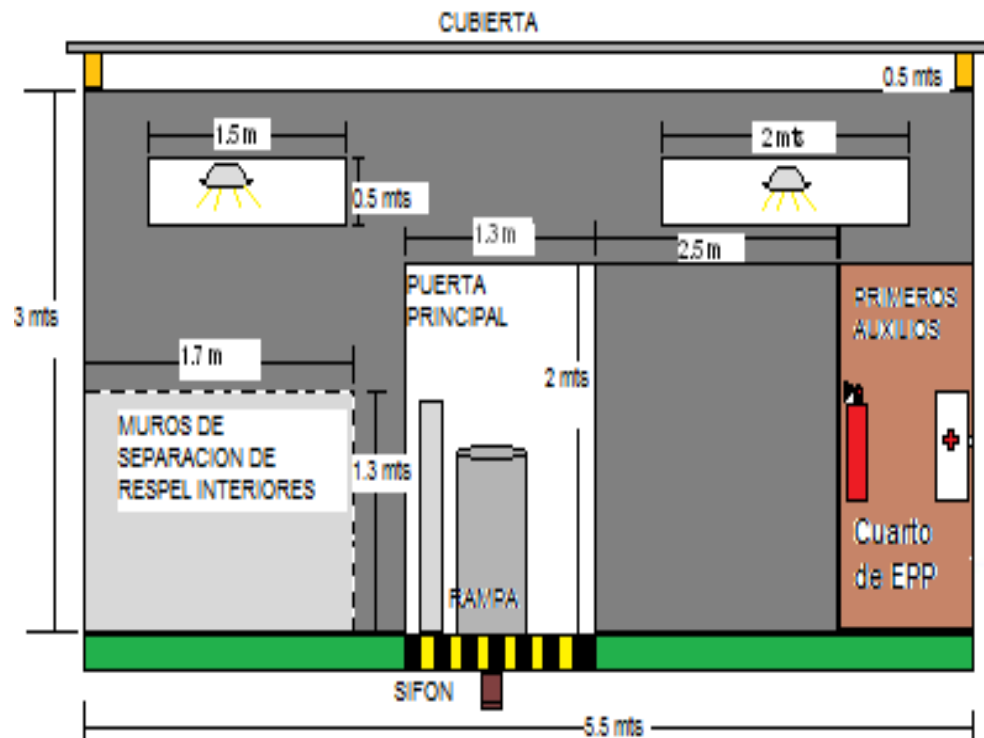 CUBIERTA
0.5 mts
1.5 m
2 mts
0.5 mts
1.3 m
2.5 m
3 mts
PUERTA
PRINCIPAL
PRIMEROS
AUXILIOS
1.7 m
2 mts
MUROS DE
SEPARACION DE
RESPEL INTERIORES
1.3 mts
Cuarto
de EPP
RAMPA
SIFON
5.5 mts